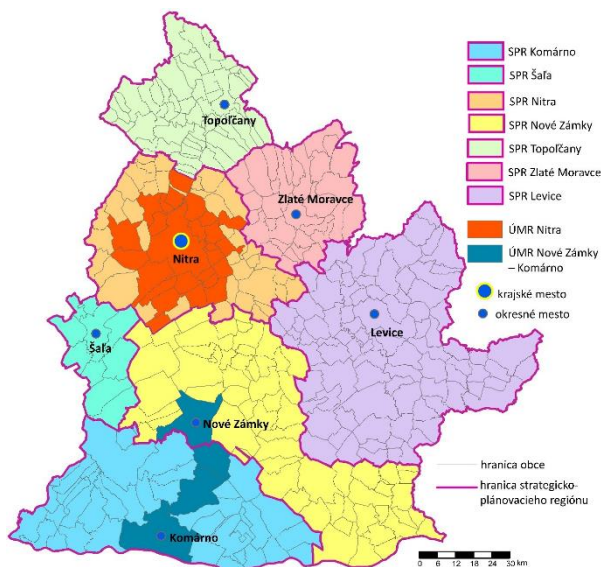 Topoľčany
Zlaté Moravce
Nitra
Levice
Šaľa
Nové Zámky
Komárno
SPR Komárno
SPR Šaľa
SPR Nitra
SPR Nové Zámky
SPR Topoľčany
SPR Zlaté Moravce
SPR Levice
ÚMR Nitra
ÚMR Nové Zámky
– Komárno
krajské mesto
okresné mesto
hranica obce
hranica strategicko-
plánovacieho regiónu
0 3 6 12 18 24 30 km